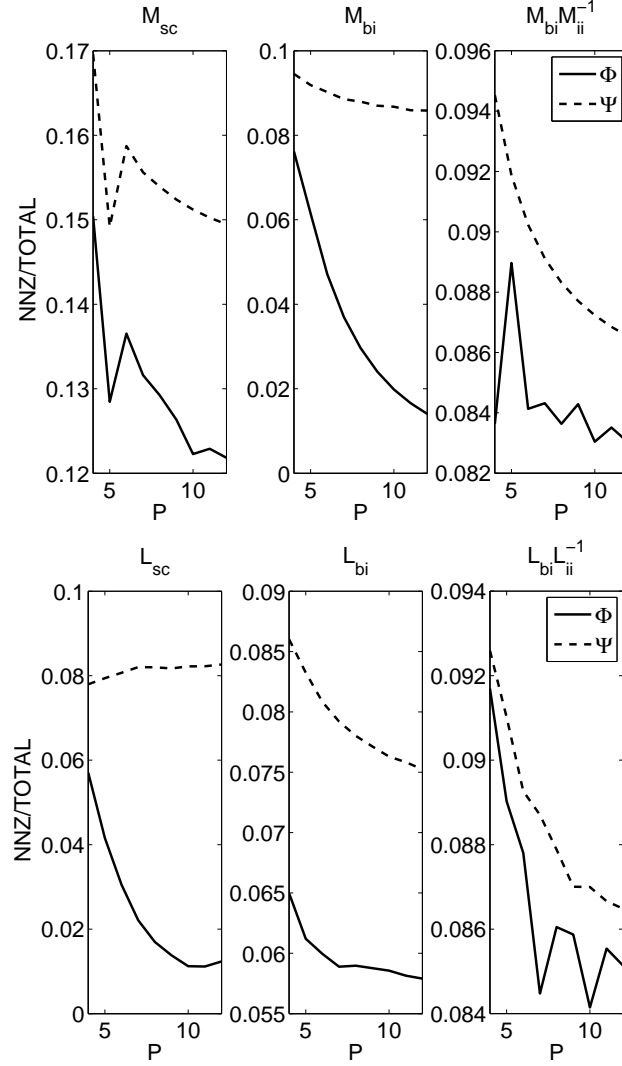 M_sc
M_bi
M_bi M_ii^-1
NNZ/TOTAL
0.17
0.16
0.15
0.14
0.13
0.12
5
10
P
0.1
0.08
0.06
0.04
0.02
0
5
10
P
0.096
0.094
0.092
0.09
0.088
0.086
0.084
0.082
5
10
P
Φ
Ψ
L_sc
L_bi
L_bi L_ii^-1
NNZ/TOTAL
0.1
0.08
0.06
0.04
0.02
0
5
10
P
0.09
0.085
0.08
0.075
0.07
0.065
0.06
0.055
5
10
P
0.094
0.092
0.09
0.088
0.086
0.084
5
10
P
Φ
Ψ